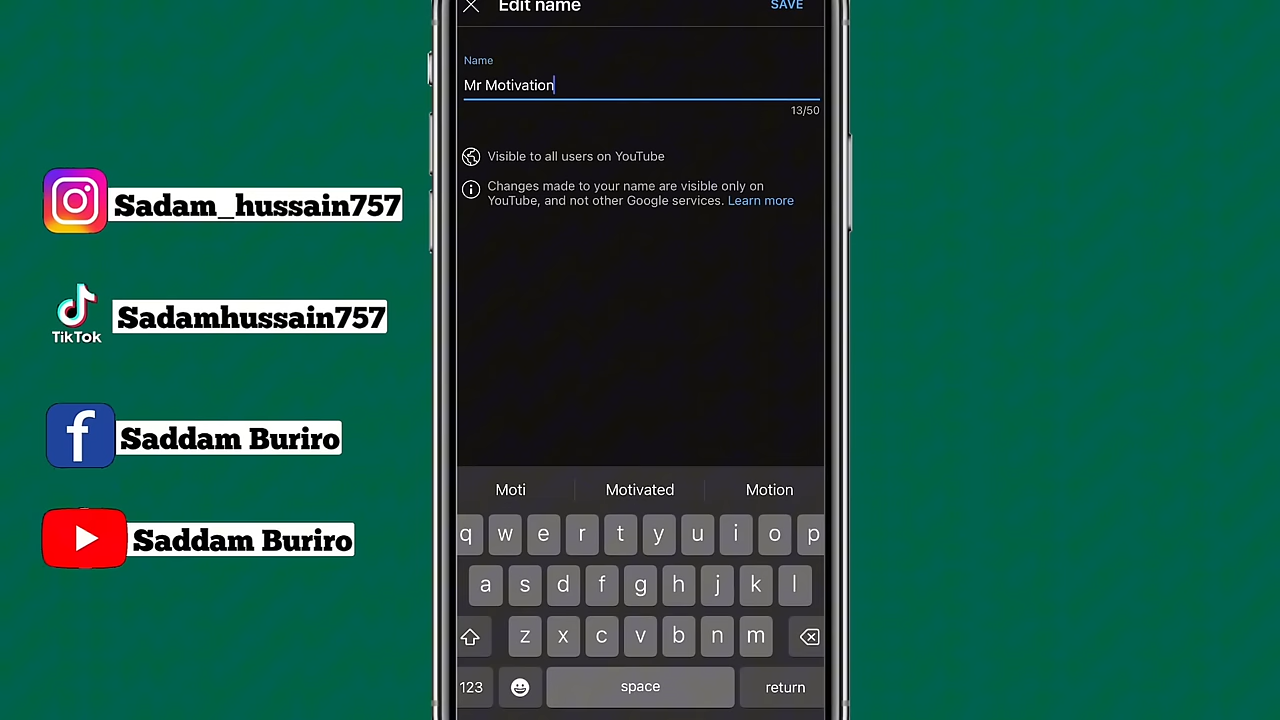 Edit name
SAVE
Name
Mr Motivation
13/50
Visible to all users on YouTube
Changes made to your name are visible only on
YouTube, and not other Google services. Learn more
Sadam_hussain757
TikTok
Sadamhussain757
f
Saddam Buriro
Saddam Buriro
Moti
Motivated
Motion
q w e r t y u i o p
a s d f g h j k l
z x c v b n m
123
space
return